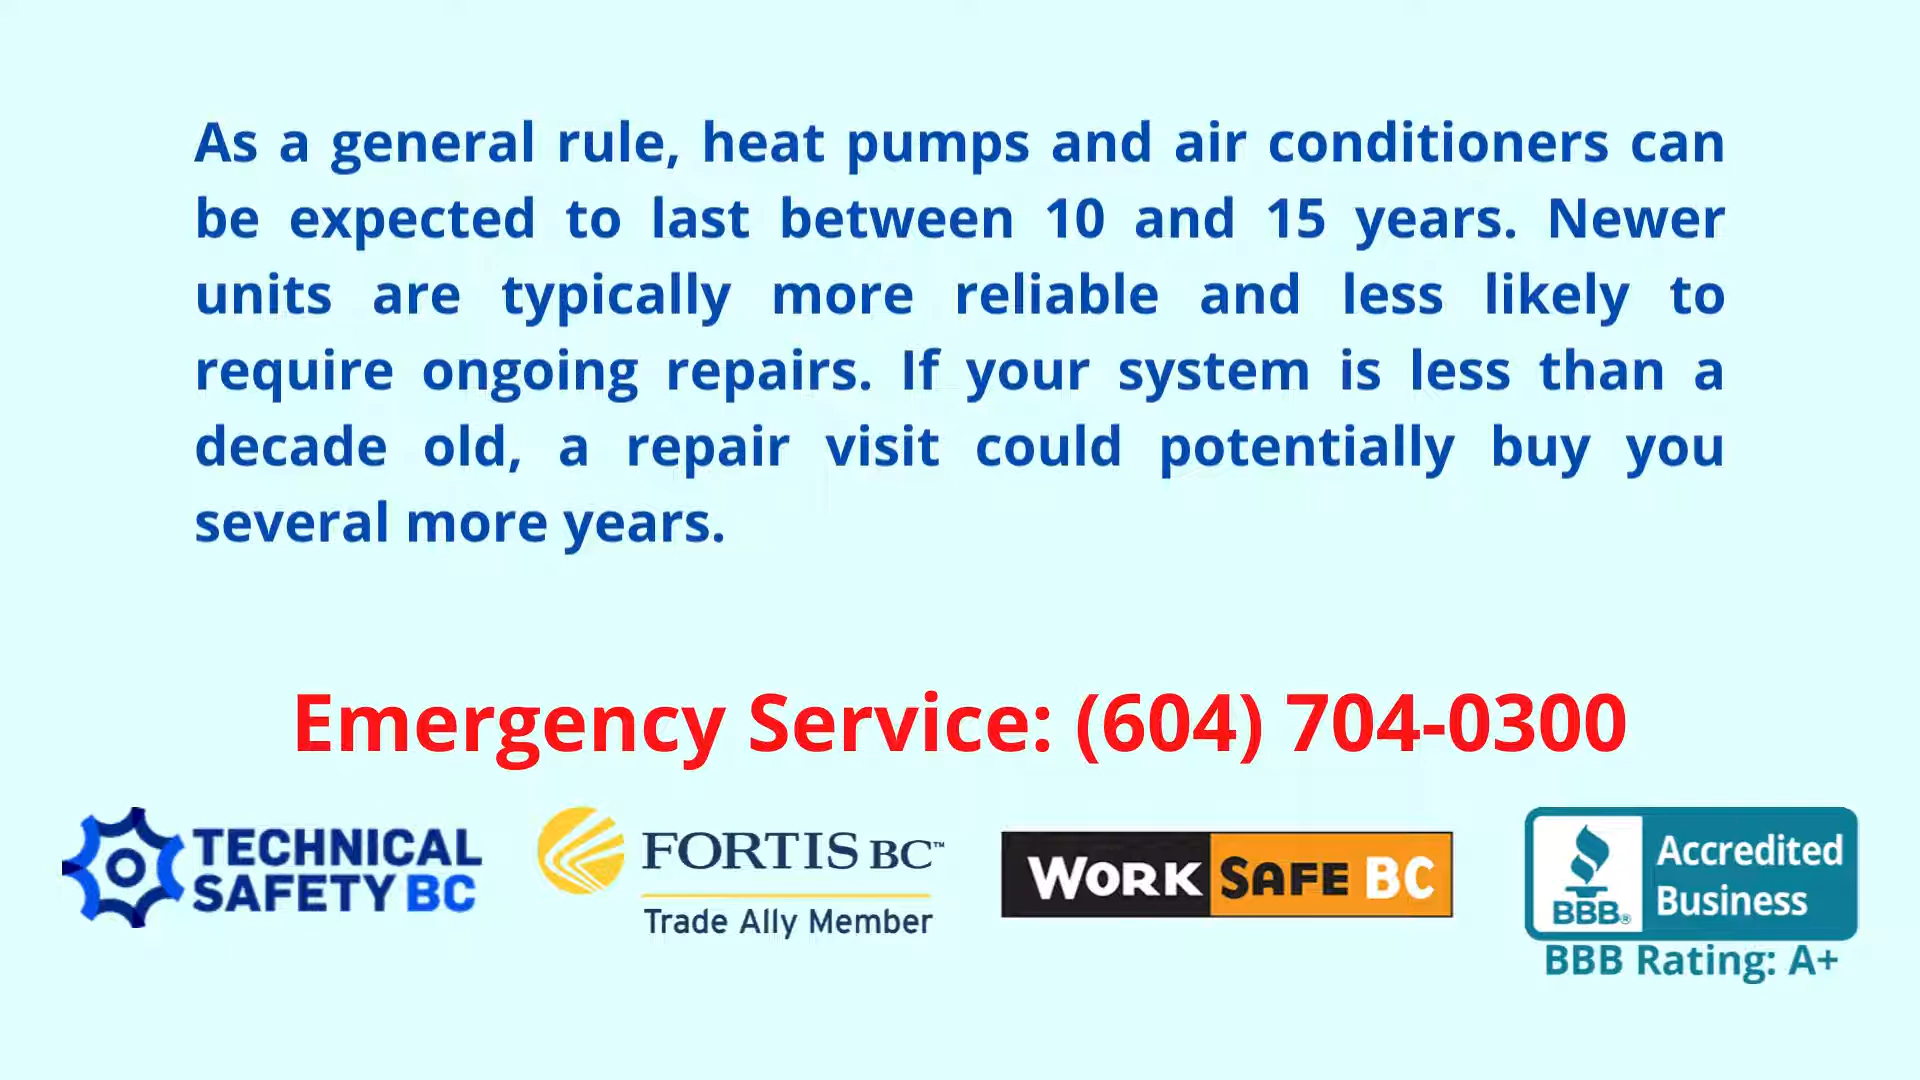 As a general rule, heat pumps and air conditioners can
be expected to last between 10 and 15 years. Newer
units are typically more reliable and less likely to
require ongoing repairs. If your system is less than a
decade old, a repair visit could potentially buy you
several more years.
Emergency Service: (604) 704-0300
TECHNICAL
SAFETY BC
FORTIS BC™
Trade Ally Member
WORK SAFE BC
BBB®
Accredited
Business
BBB Rating: A+